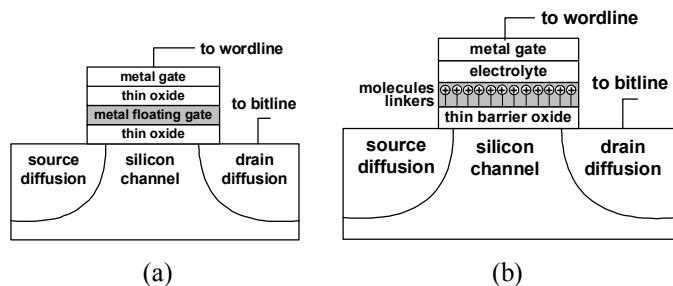 to wordline
metal gate
thin oxide
metal floating gate
thin oxide
to bitline
source
diffusion
silicon
channel
drain
diffusion
(a)
to wordline
metal gate
electrolyte
molecules
linkers
thin barrier oxide
to bitline
source
diffusion
silicon
channel
drain
diffusion
(b)